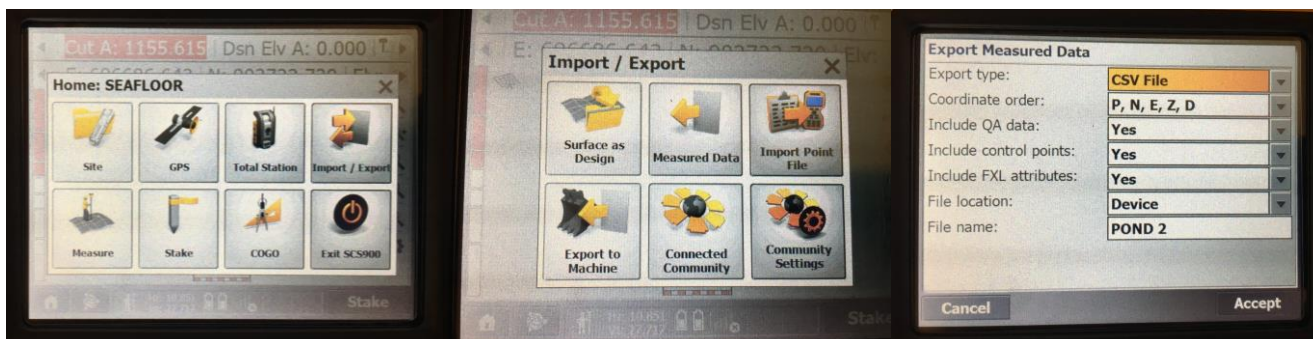 Cut A: 1155.615 Dsn Elv A: 0.000
Home: SEAFLOOR
Site GPS Total Station Import / Export
Measure Stake COGO Exit SCS900
Stake
Cut A: 1155.615 Dsn Elv A: 0.000
Import / Export
Surface as Design
Measured Data
Import Point File
Export to Machine
Connected Community
Community Settings
Export Measured Data
Export type: CSV File
Coordinate order: P, N, E, Z, D
Include QA data: Yes
Include control points: Yes
Include FXL attributes: Yes
File location: Device
File name: POND 2
Cancel Accept